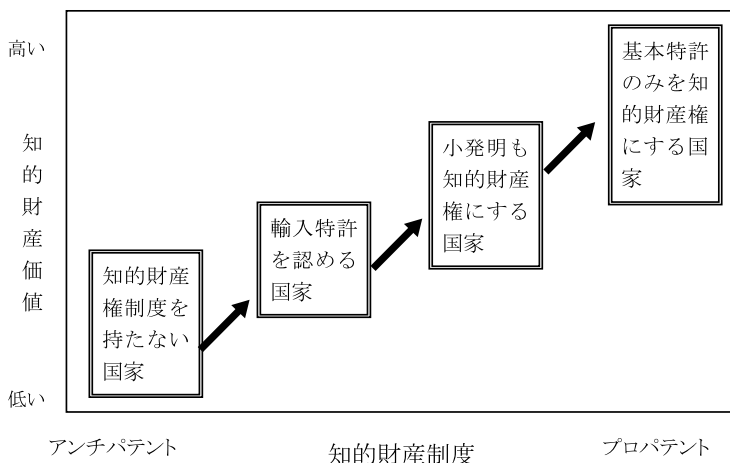 高い
基本特許
のみを知
的財産権
にする国
家
小発明も
知的財産
権にする
国家
輸入特許
を認める
国家
知的財産
権制度を
持たない
国家
知的財産価値
低い
アンチパテント
知的財産制度
プロパテント